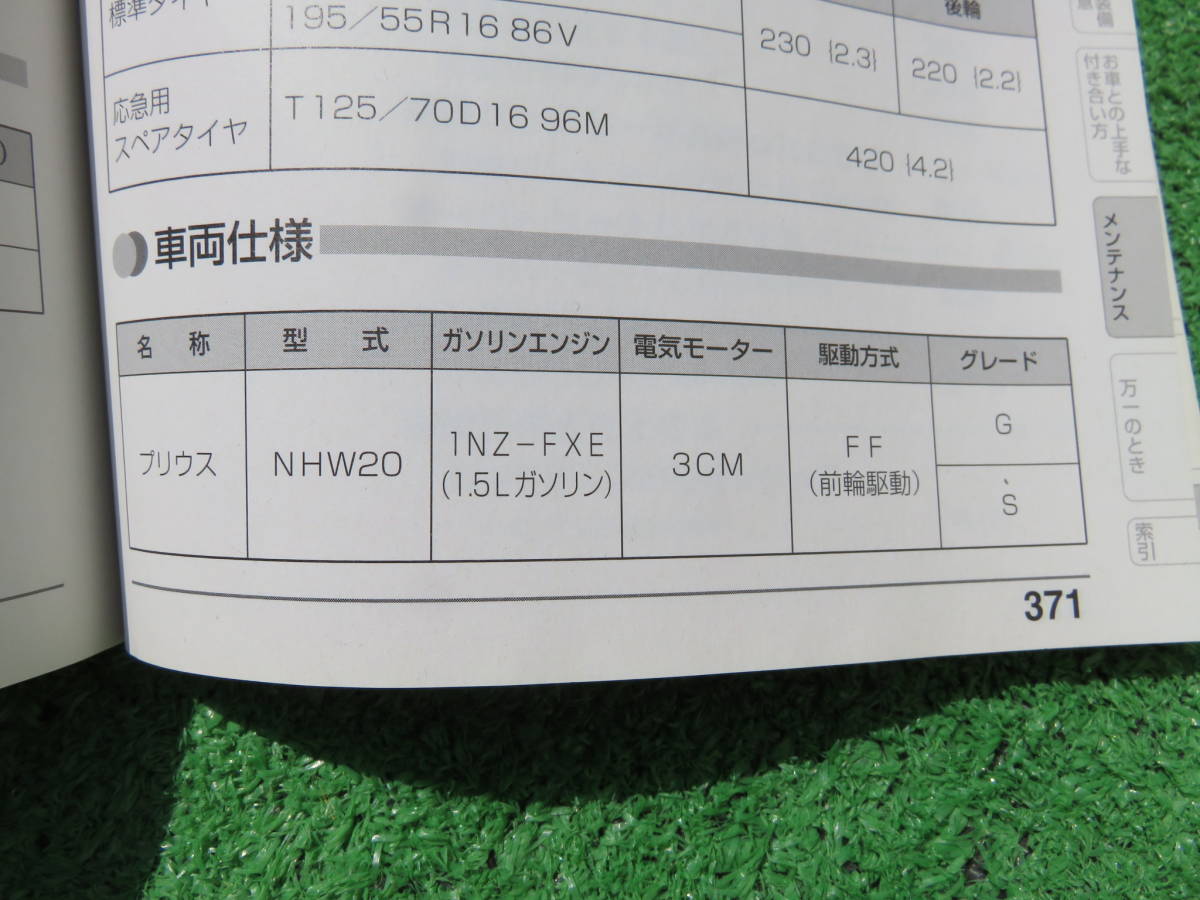 標準タイヤ
後輪
195／55R16 86V
230 {2.3}
220 {2.2}
応急用
スペアタイヤ
T125／70D16 96M
420 {4.2}
車両仕様
名 称
型 式
ガソリンエンジン
電気モーター
駆動方式
グレード
プリウス
NHW20
1NZ－FXE
(1.5Lガソリン)
3CM
FF
(前輪駆動)
G
S
371
お車との上手な
付き合い方
メンテナンス
万一のとき
索引